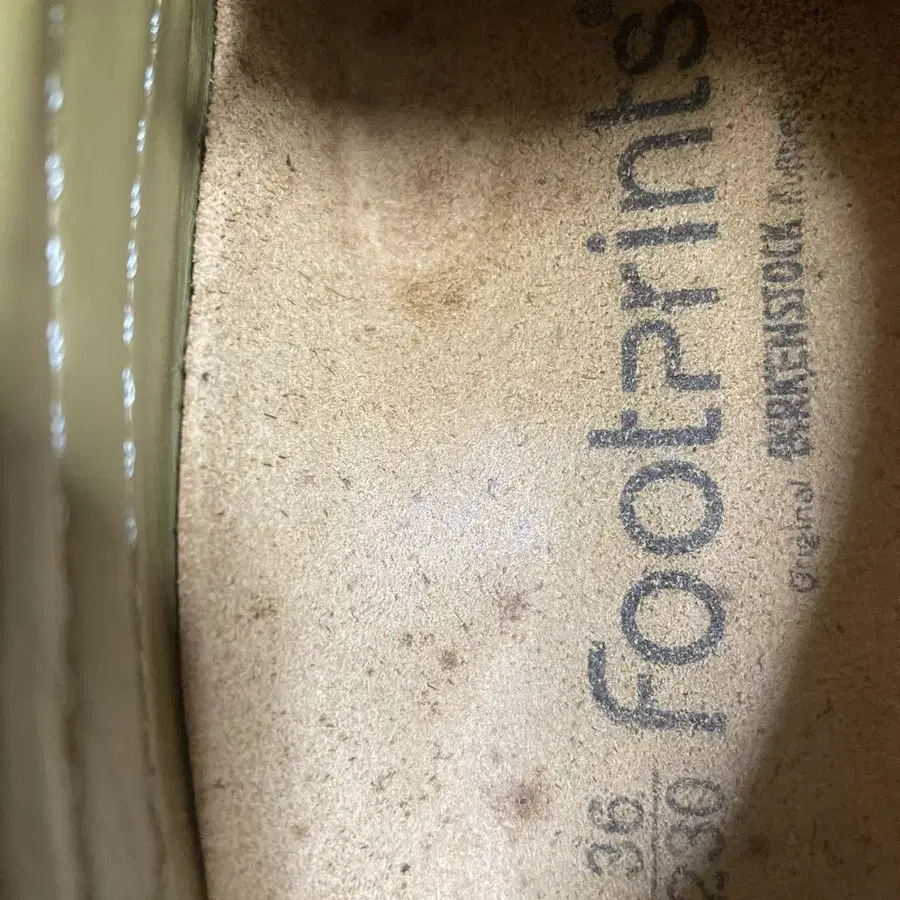 footprints®
Original BIRKENSTOCK
36
230